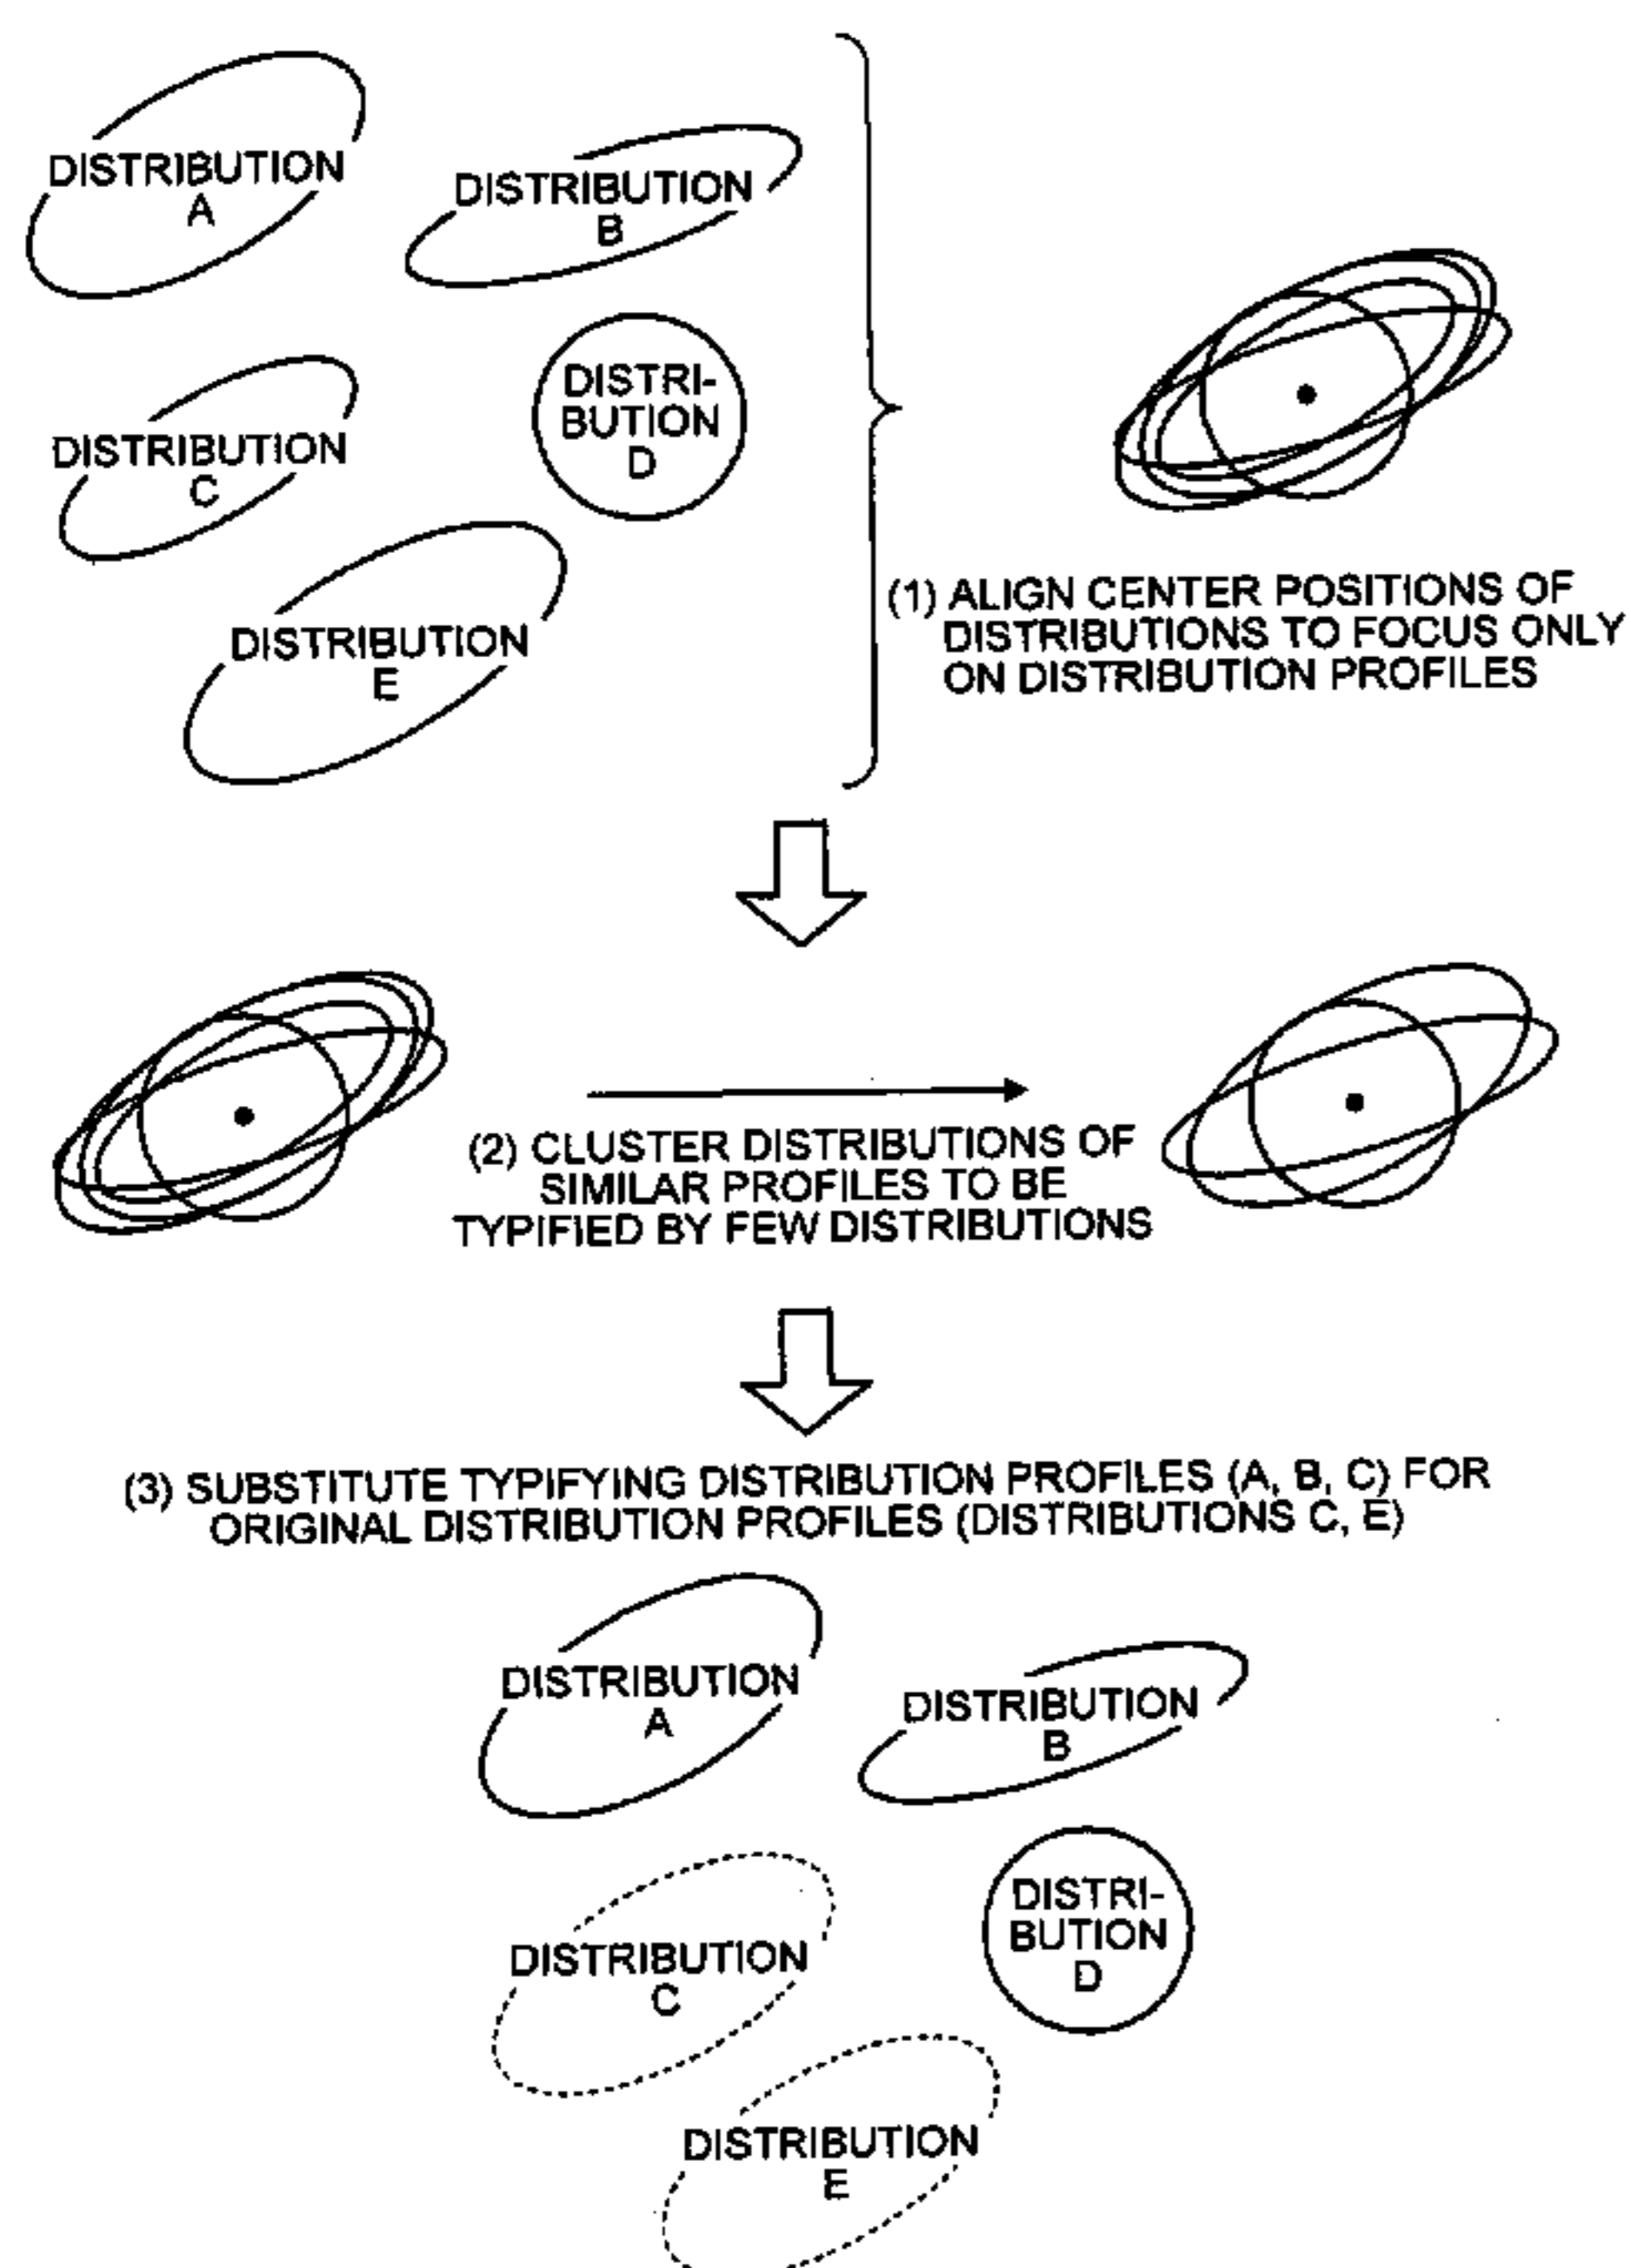 DISTRIBUTION
A
DISTRIBUTION
B
DISTRIBUTION
C
DISTRI-
BUTION
D
DISTRIBUTION
E
(1) ALIGN CENTER POSITIONS OF
DISTRIBUTIONS TO FOCUS ONLY
ON DISTRIBUTION PROFILES
(2) CLUSTER DISTRIBUTIONS OF
SIMILAR PROFILES TO BE
TYPIFIED BY FEW DISTRIBUTIONS
(3) SUBSTITUTE TYPIFYING DISTRIBUTION PROFILES (A, B, C) FOR
ORIGINAL DISTRIBUTION PROFILES (DISTRIBUTIONS C, E)
DISTRIBUTION
A
DISTRIBUTION
B
DISTRIBUTION
C
DISTRI-
BUTION
D
DISTRIBUTION
E